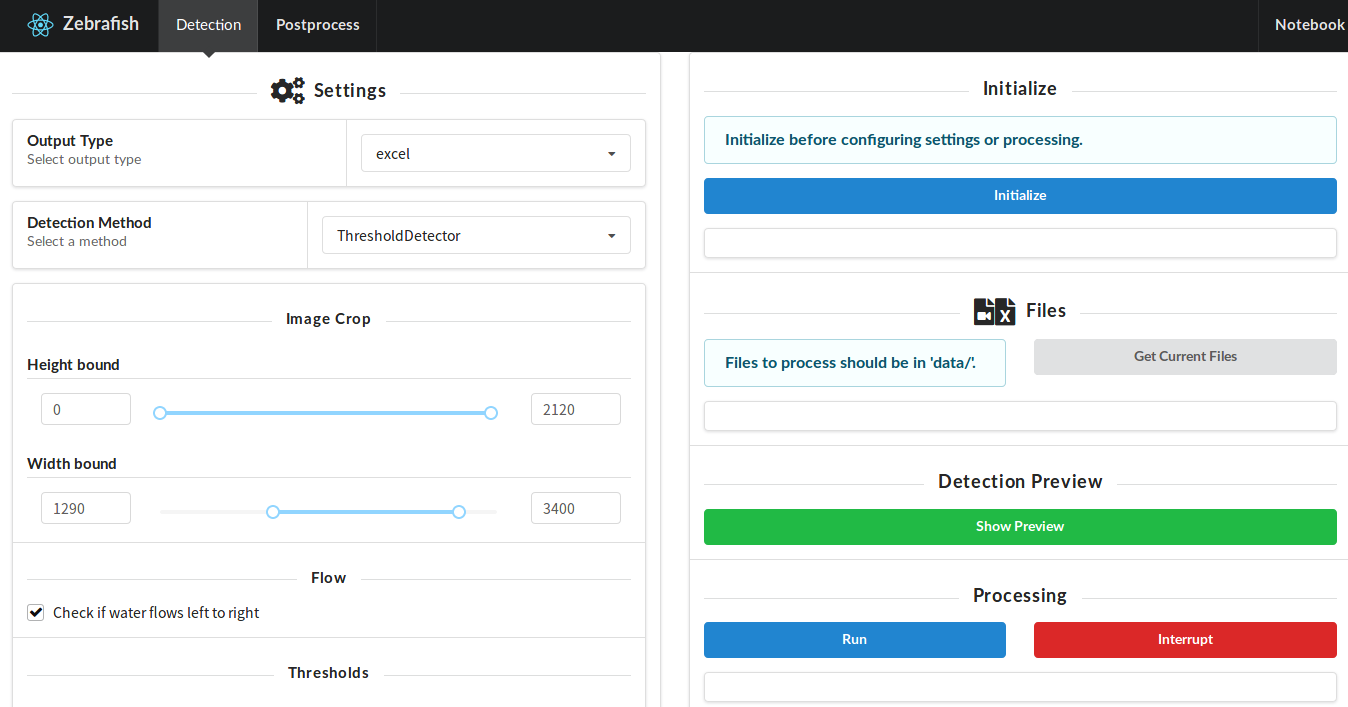 Zebrafish
Detection
Postprocess
Notebook
Settings
Output Type
Select output type
excel
Detection Method
Select a method
ThresholdDetector
Image Crop
Height bound
0
2120
Width bound
1290
3400
Flow
Check if water flows left to right
Thresholds
Initialize
Initialize before configuring settings or processing.
Initialize
X
Files
Files to process should be in 'data/'.
Get Current Files
Detection Preview
Show Preview
Processing
Run
Interrupt